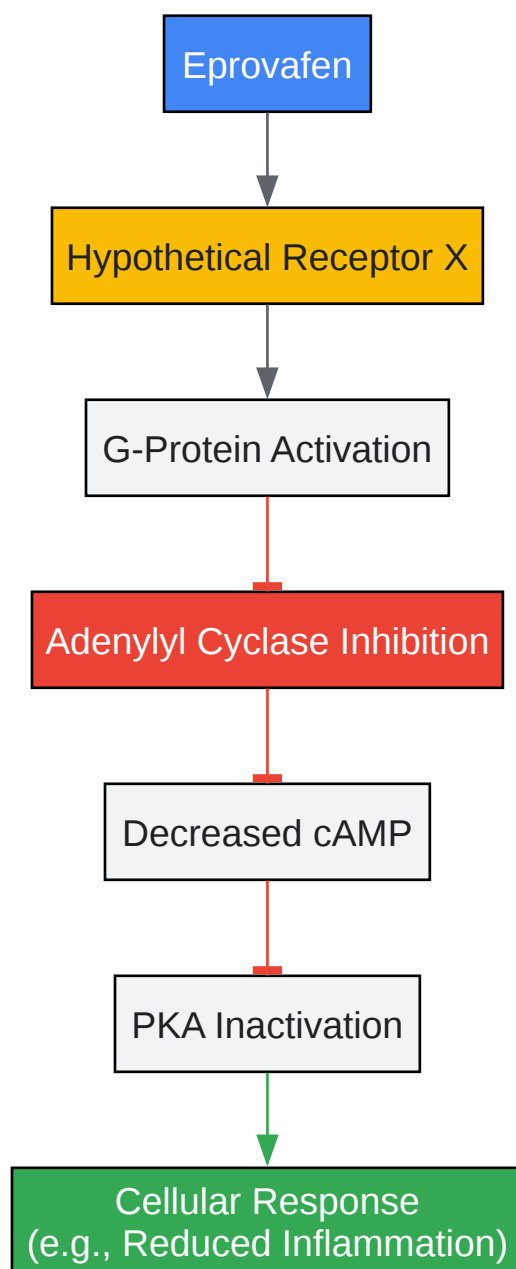 Eprovafen
Hypothetical Receptor X
G-Protein Activation
Adenylyl Cyclase Inhibition
Decreased cAMP
PKA Inactivation
Cellular Response
(e.g., Reduced Inflammation)